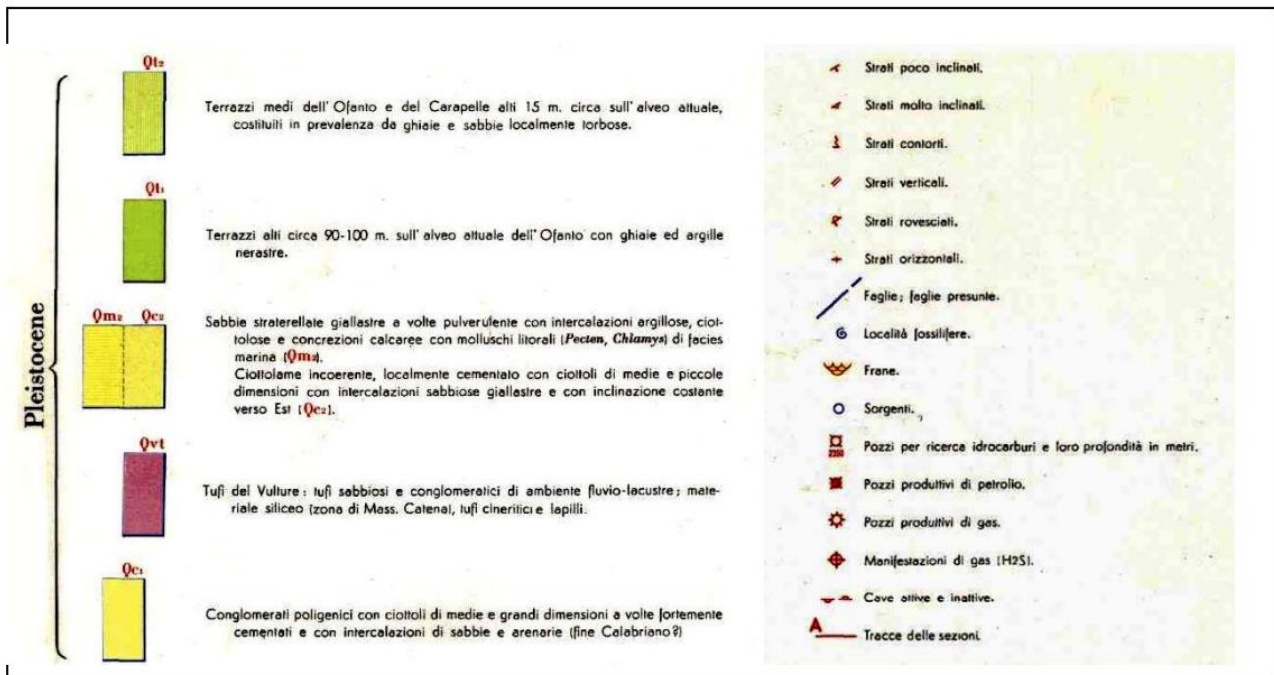 Pleistocene
Qt2
Terrazzi medi dell'Ofanto e del Carapelle alti 15 m. circa sull'alveo attuale,
costituiti in prevalenza da ghiaie e sabbie localmente torbose.
Qt1
Terrazzi alti circa 90-100 m. sull'alveo attuale dell'Ofanto con ghiaie ed argille
nerastre.
Qm2 Qc2
Sabbie straterellate giallastre a volte pulverulente con intercalazioni argillose, ciot-
tolose e concrezioni calcaree con molluschi litorali (Pecten, Chlamys) di facies
marina (Qm2).
Ciottolame incoerente, localmente cementato con ciottoli di medie e piccole
dimensioni con intercalazioni sabbiose giallastre e con inclinazione costante
verso Est (Qc2).
Qvt
Tufi del Vulture: tufi sabbiosi e conglomeratici di ambiente fluvio-lacustre; mate-
riale siliceo (zona di Mass. Catena), tufi cineritici e lapilli.
Qc1
Conglomerati poligenici con ciottoli di medie e grandi dimensioni a volte fortemente
cementati e con intercalazioni di sabbie e arenarie (fine Calabriano?)
Strati poco inclinati.
Strati molto inclinati.
Strati contorti.
Strati verticali.
Strati rovesciati.
Strati orizzontali.
Faglie; faglie presunte.
Località fossilifere.
Frane.
Sorgenti.
2350
Pozzi per ricerca idrocarburi e loro profondità in metri.
Pozzi produttivi di petrolio.
Pozzi produttivi di gas.
Manifestazioni di gas (H2S).
Cave attive e inattive.
A
Tracce delle sezioni.